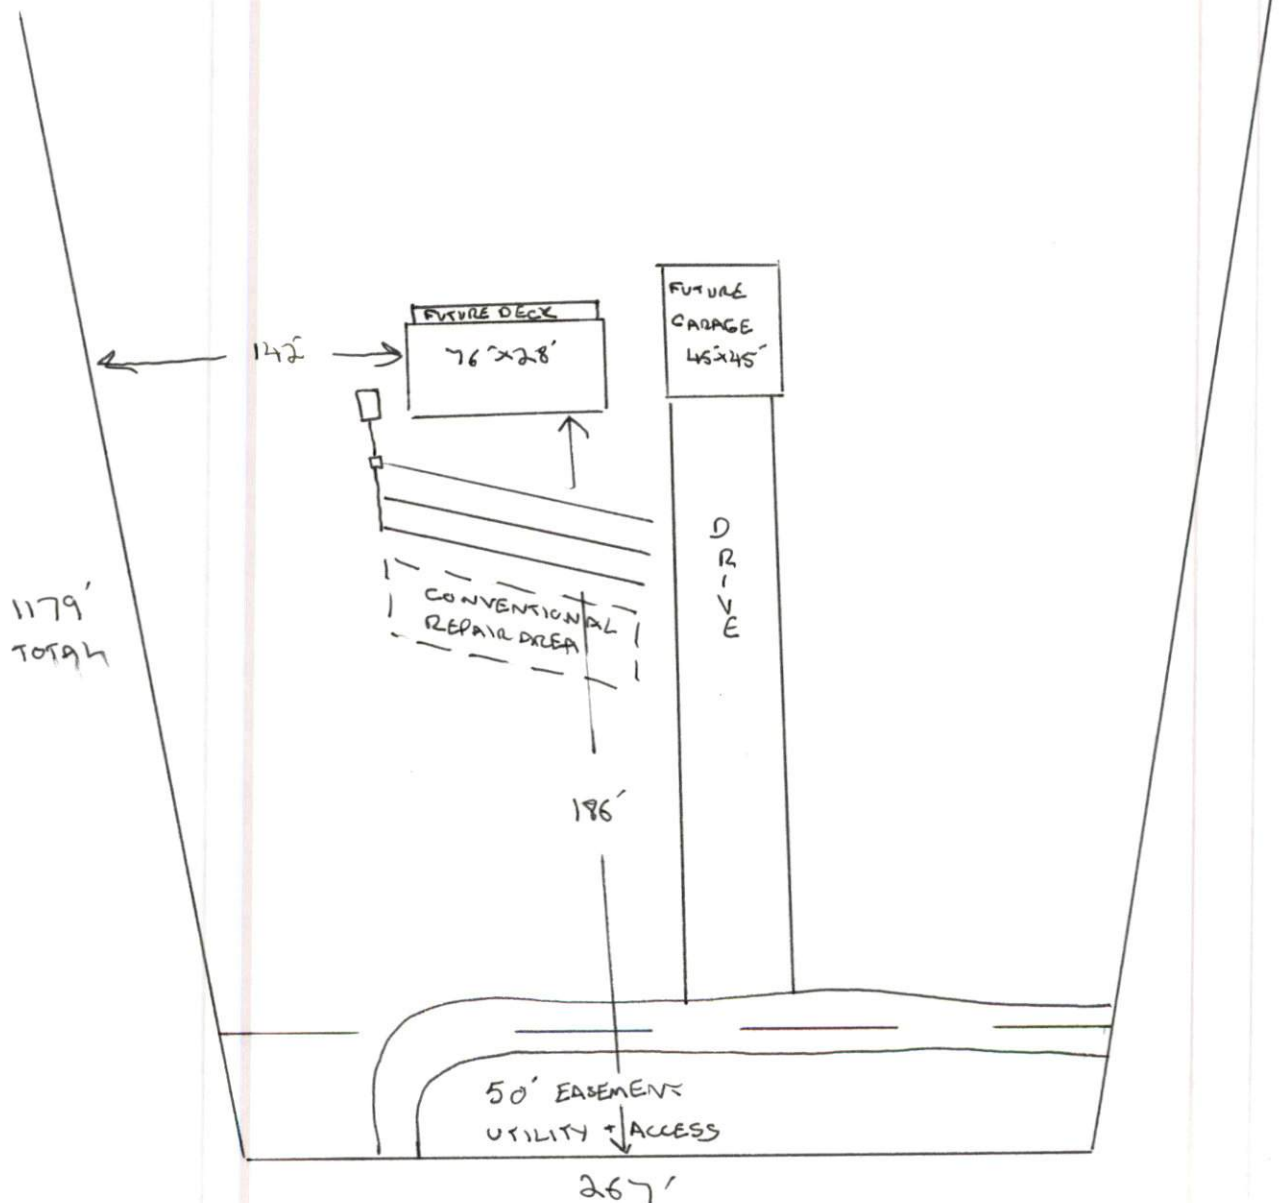 FUTURE DECK
76'x28'
FUTURE
GARAGE
45'x45'
142'
DRIVE
CONVENTIONAL
REPAIR AREA
1179'
TOTAL
186'
50' EASEMENT
UTILITY + ACCESS
267'